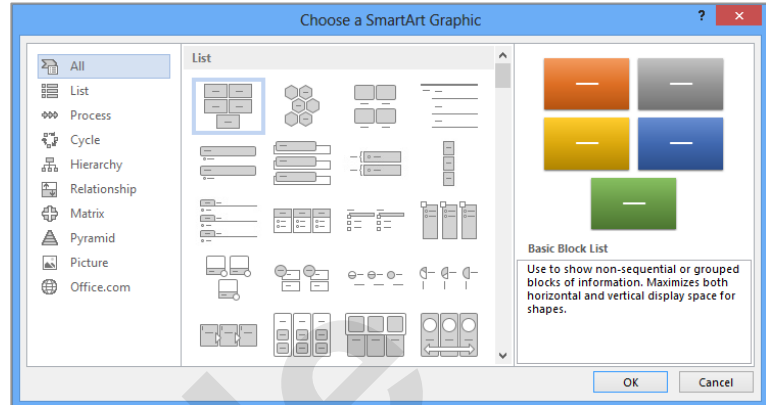 Choose a SmartArt Graphic
?
All
List
Process
Cycle
Hierarchy
Relationship
Matrix
Pyramid
Picture
Office.com
List
Basic Block List
Use to show non-sequential or grouped
blocks of information. Maximizes both
horizontal and vertical display space for
shapes.
OK
Cancel